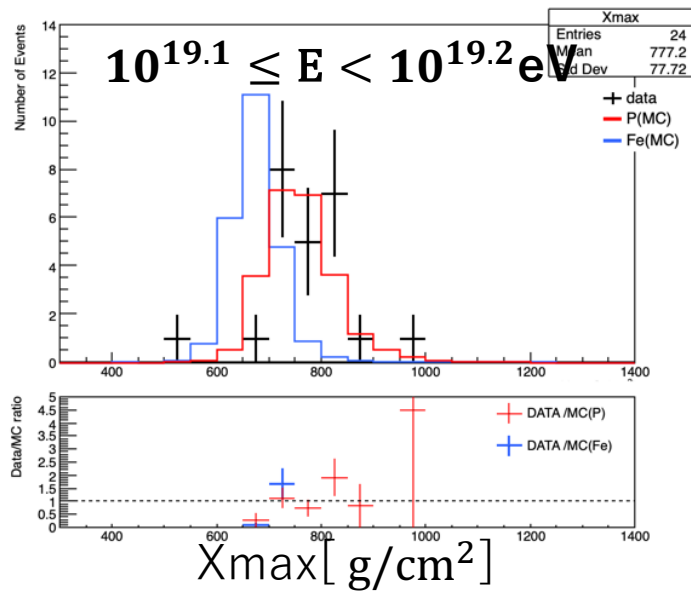 Xmax
Entries 24
Mean 777.2
Std Dev 77.72
10^19.1 ≤ E < 10^19.2 eV
Number of Events
14
12
10
8
6
4
2
0
data
P(MC)
Fe(MC)
400 600 800 1000 1200 1400
Data/MC ratio
5
4.5
4
3.5
3
2.5
2
1.5
1
0.5
0
DATA /MC(P)
DATA /MC(Fe)
400 600 800 1000 1200 1400
Xmax[ g/cm²]